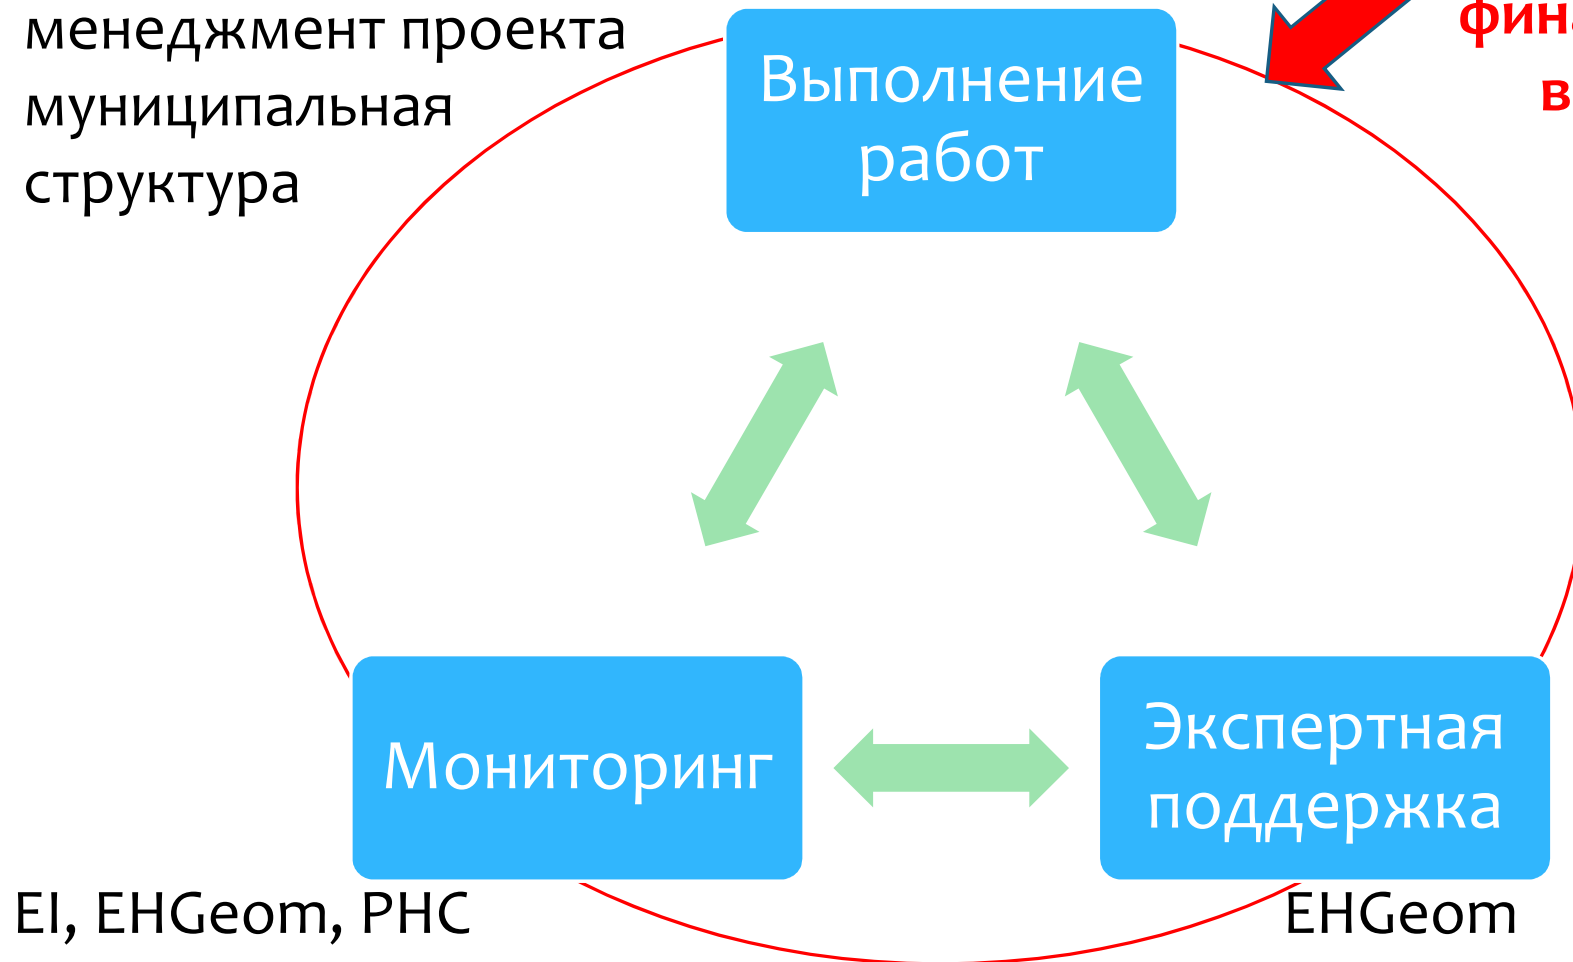 менеджмент проекта
муниципальная
структура
Выполнение
работ
Мониторинг
Экспертная
поддержка
EI, EHGeom, PHC
EHGeom